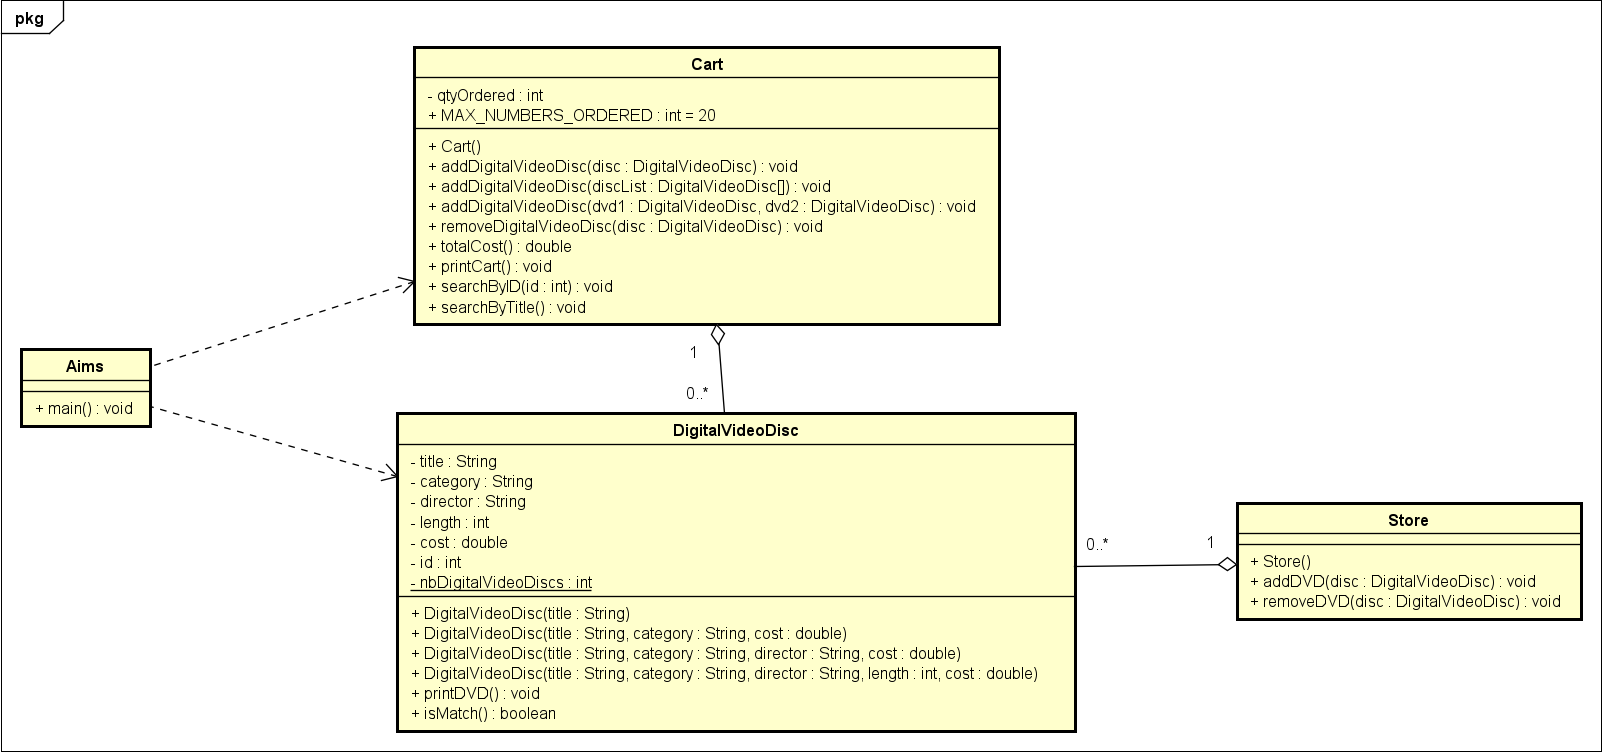 pkg
Cart
- qtyOrdered : int
+ MAX_NUMBERS_ORDERED : int = 20
+ Cart()
+ addDigitalVideoDisc(disc : DigitalVideoDisc) : void
+ addDigitalVideoDisc(discList : DigitalVideoDisc[]) : void
+ addDigitalVideoDisc(dvd1 : DigitalVideoDisc, dvd2 : DigitalVideoDisc) : void
+ removeDigitalVideoDisc(disc : DigitalVideoDisc) : void
+ totalCost() : double
+ printCart() : void
+ searchByID(id : int) : void
+ searchByTitle() : void
1
0..*
Aims
+ main() : void
DigitalVideoDisc
- title : String
- category : String
- director : String
- length : int
- cost : double
- id : int
- nbDigitalVideoDiscs : int
+ DigitalVideoDisc(title : String)
+ DigitalVideoDisc(title : String, category : String, cost : double)
+ DigitalVideoDisc(title : String, category : String, director : String, cost : double)
+ DigitalVideoDisc(title : String, category : String, director : String, length : int, cost : double)
+ printDVD() : void
+ isMatch() : boolean
0..*
1
Store
+ Store()
+ addDVD(disc : DigitalVideoDisc) : void
+ removeDVD(disc : DigitalVideoDisc) : void